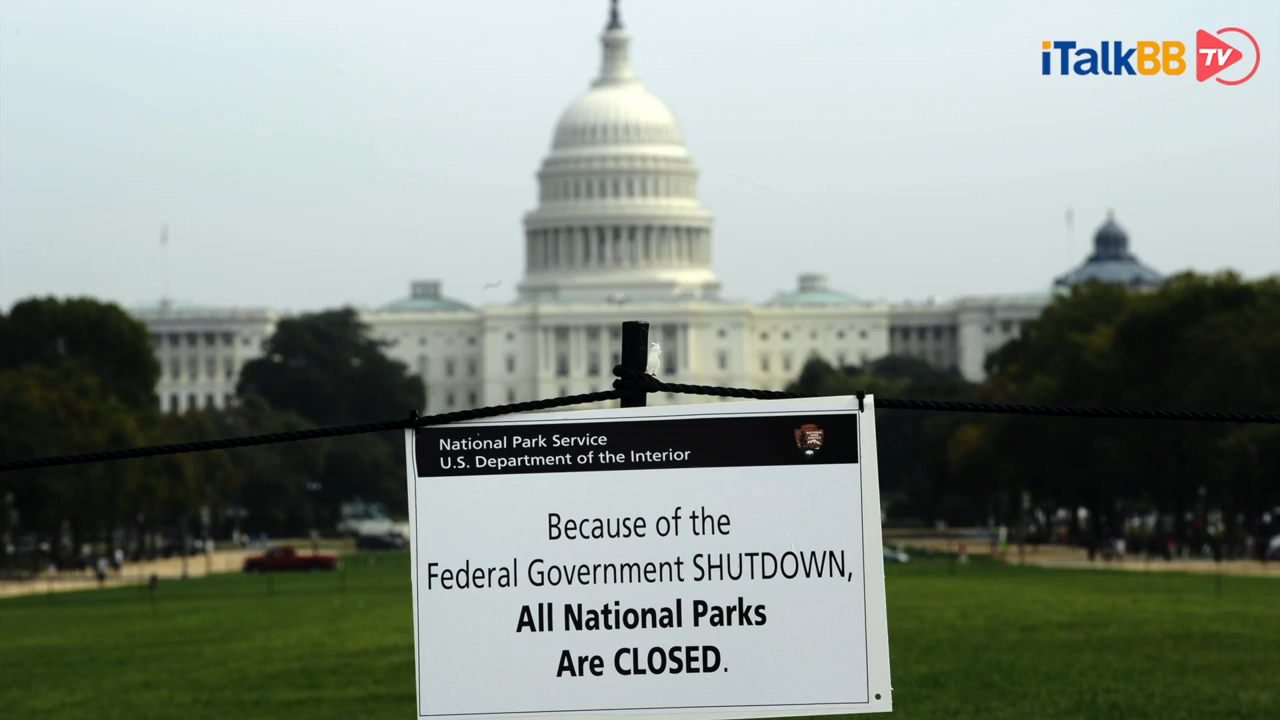 iTalkBB TV
National Park Service
U.S. Department of the Interior
Because of the
Federal Government SHUTDOWN,
All National Parks
Are CLOSED.